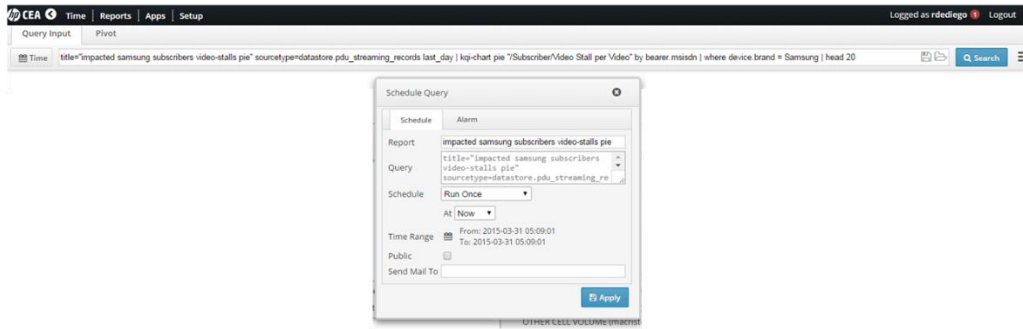 hp CEA Time | Reports | Apps | Setup Logged as rdediego 1 Logout
Query Input Pivot
Time title="impacted samsung subscribers video-stalls pie" sourcetype=datastore.pdu_streaming_records last_day | kqi-chart pie "/Subscriber/Video Stall per Video" by bearer.msisdn | where device.brand = Samsung | head 20 Search
Schedule Query
Schedule Alarm
Report impacted samsung subscribers video-stalls pie
Query title="impacted samsung subscribers
video-stalls pie"
sourcetype=datastore.pdu_streaming_re
Schedule Run Once
At Now
Time Range From: 2015-03-31 05:09:01
To: 2015-03-31 05:09:01
Public
Send Mail To
Apply
OTHER CELL VOLUME